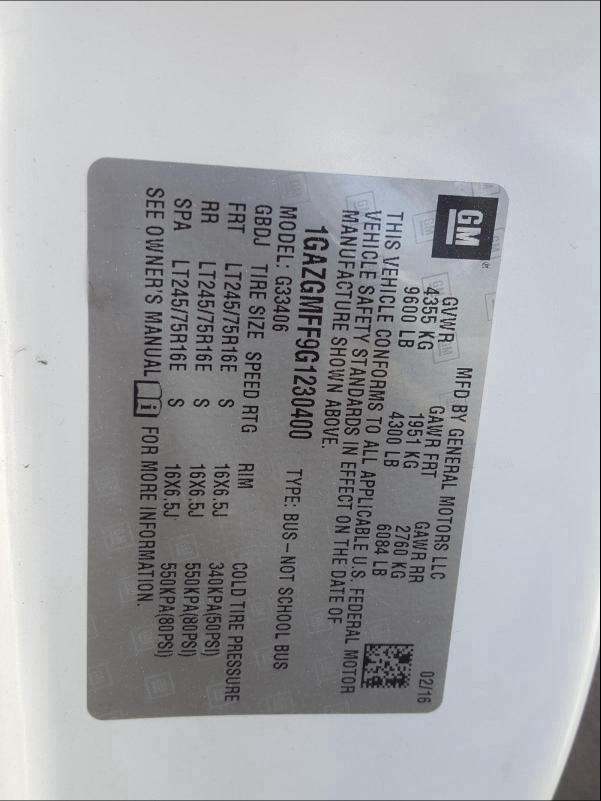 GM
MFD BY GENERAL MOTORS LLC 02/16
GVWR GAWR FRT GAWR RR
4355 KG 1951 KG 2760 KG
9600 LB 4300 LB 6084 LB
THIS VEHICLE CONFORMS TO ALL APPLICABLE U.S. FEDERAL MOTOR
VEHICLE SAFETY STANDARDS IN EFFECT ON THE DATE OF
MANUFACTURE SHOWN ABOVE.
1GAZGMFF9G1230400 TYPE: BUS-NOT SCHOOL BUS
MODEL: G33406
GBDJ TIRE SIZE SPEED RTG RIM COLD TIRE PRESSURE
FRT LT245/75R16E S 16X6.5J 340KPA(50PSI)
RR LT245/75R16E S 16X6.5J 550KPA(80PSI)
SPA LT245/75R16E S 16X6.5J 550KPA(80PSI)
SEE OWNER'S MANUAL FOR MORE INFORMATION.